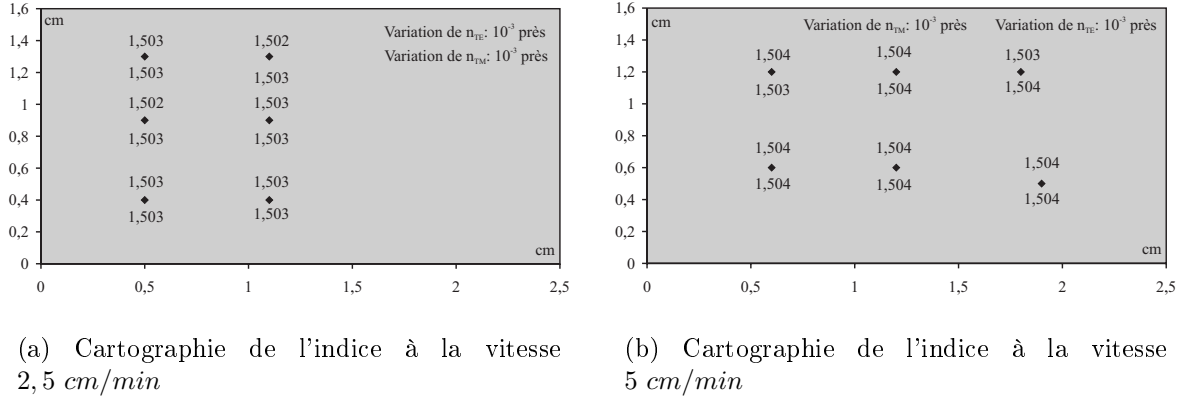 1,6
cm
Variation de nTE: 10-3 près
Variation de nTM: 10-3 près
1,4
1,503 1,502
1,2
1,503 1,503
1
1,502 1,503
0,8
1,503 1,503
0,6
1,503 1,503
0,4
1,503 1,503
0,2
cm
0
0 0,5 1 1,5 2 2,5
(a) Cartographie de l'indice à la vitesse
2,5 cm/min
1,6
cm
Variation de nTM: 10-3 près Variation de nTE: 10-3 près
1,4
1,504 1,504 1,503
1,2
1,503 1,504 1,504
1
0,8
1,504 1,504 1,504
0,6
1,504 1,504 1,504
0,4
0,2
cm
0
0 0,5 1 1,5 2 2,5
(b) Cartographie de l'indice à la vitesse
5 cm/min